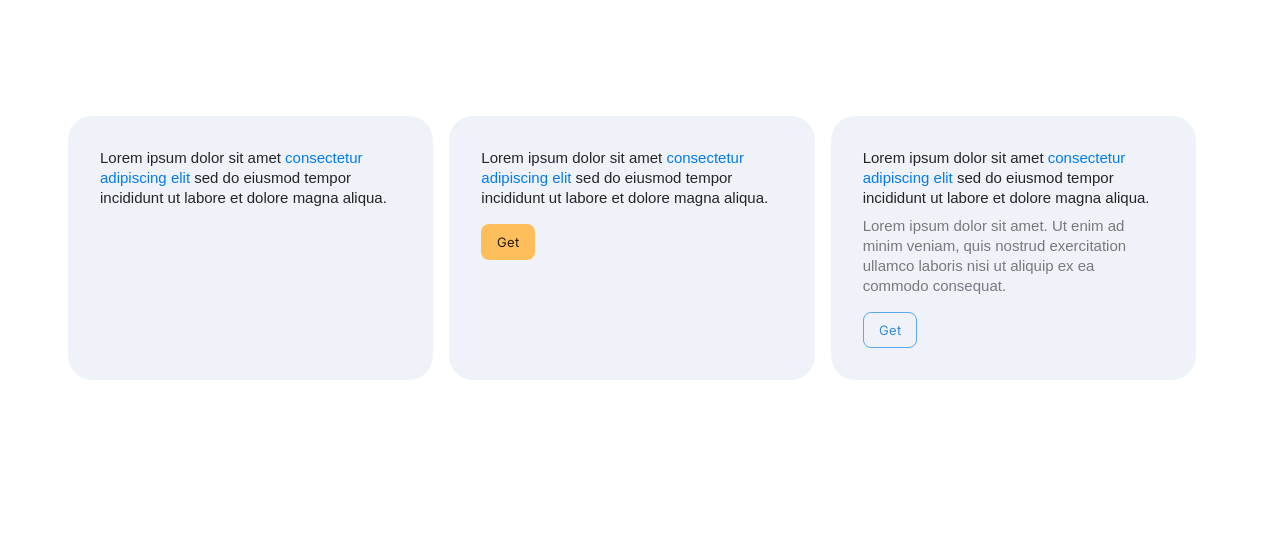 Lorem ipsum dolor sit amet consectetur
adipiscing elit sed do eiusmod tempor
incididunt ut labore et dolore magna aliqua.
Lorem ipsum dolor sit amet consectetur
adipiscing elit sed do eiusmod tempor
incididunt ut labore et dolore magna aliqua.
Get
Lorem ipsum dolor sit amet consectetur
adipiscing elit sed do eiusmod tempor
incididunt ut labore et dolore magna aliqua.
Lorem ipsum dolor sit amet. Ut enim ad
minim veniam, quis nostrud exercitation
ullamco laboris nisi ut aliquip ex ea
commodo consequat.
Get